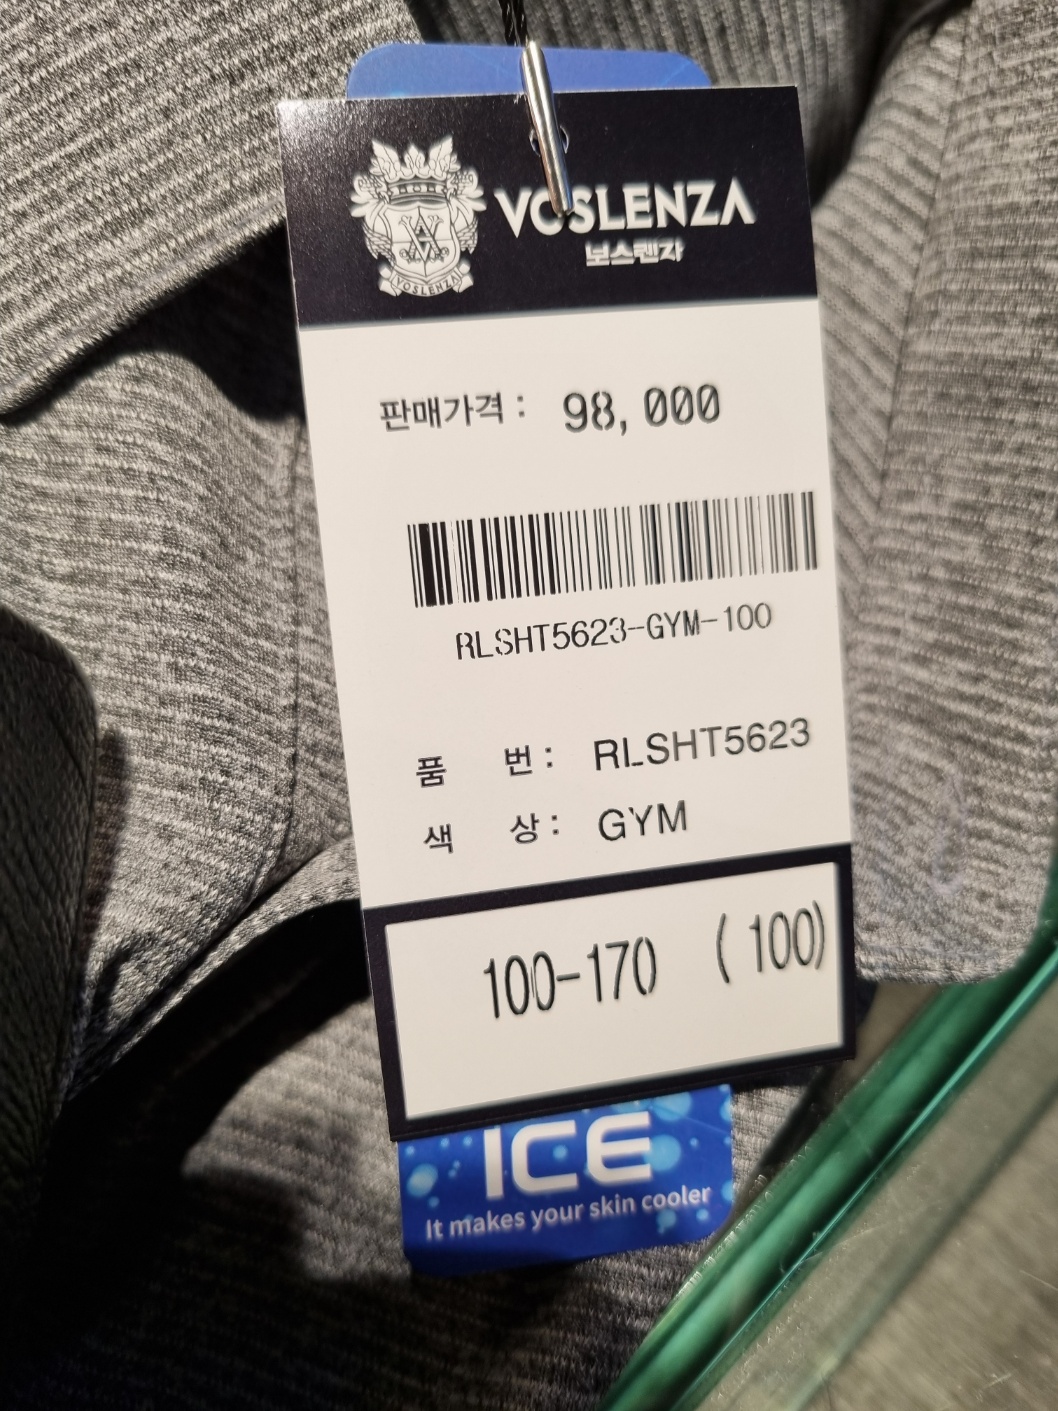 VOSLENZA
보스렌자
VOSLENZA
판매가격 : 98,000
RLSHT5623-GYM-100
품 번 : RLSHT5623
색 상 : GYM
100-170 (100)
ICE
It makes your skin cooler